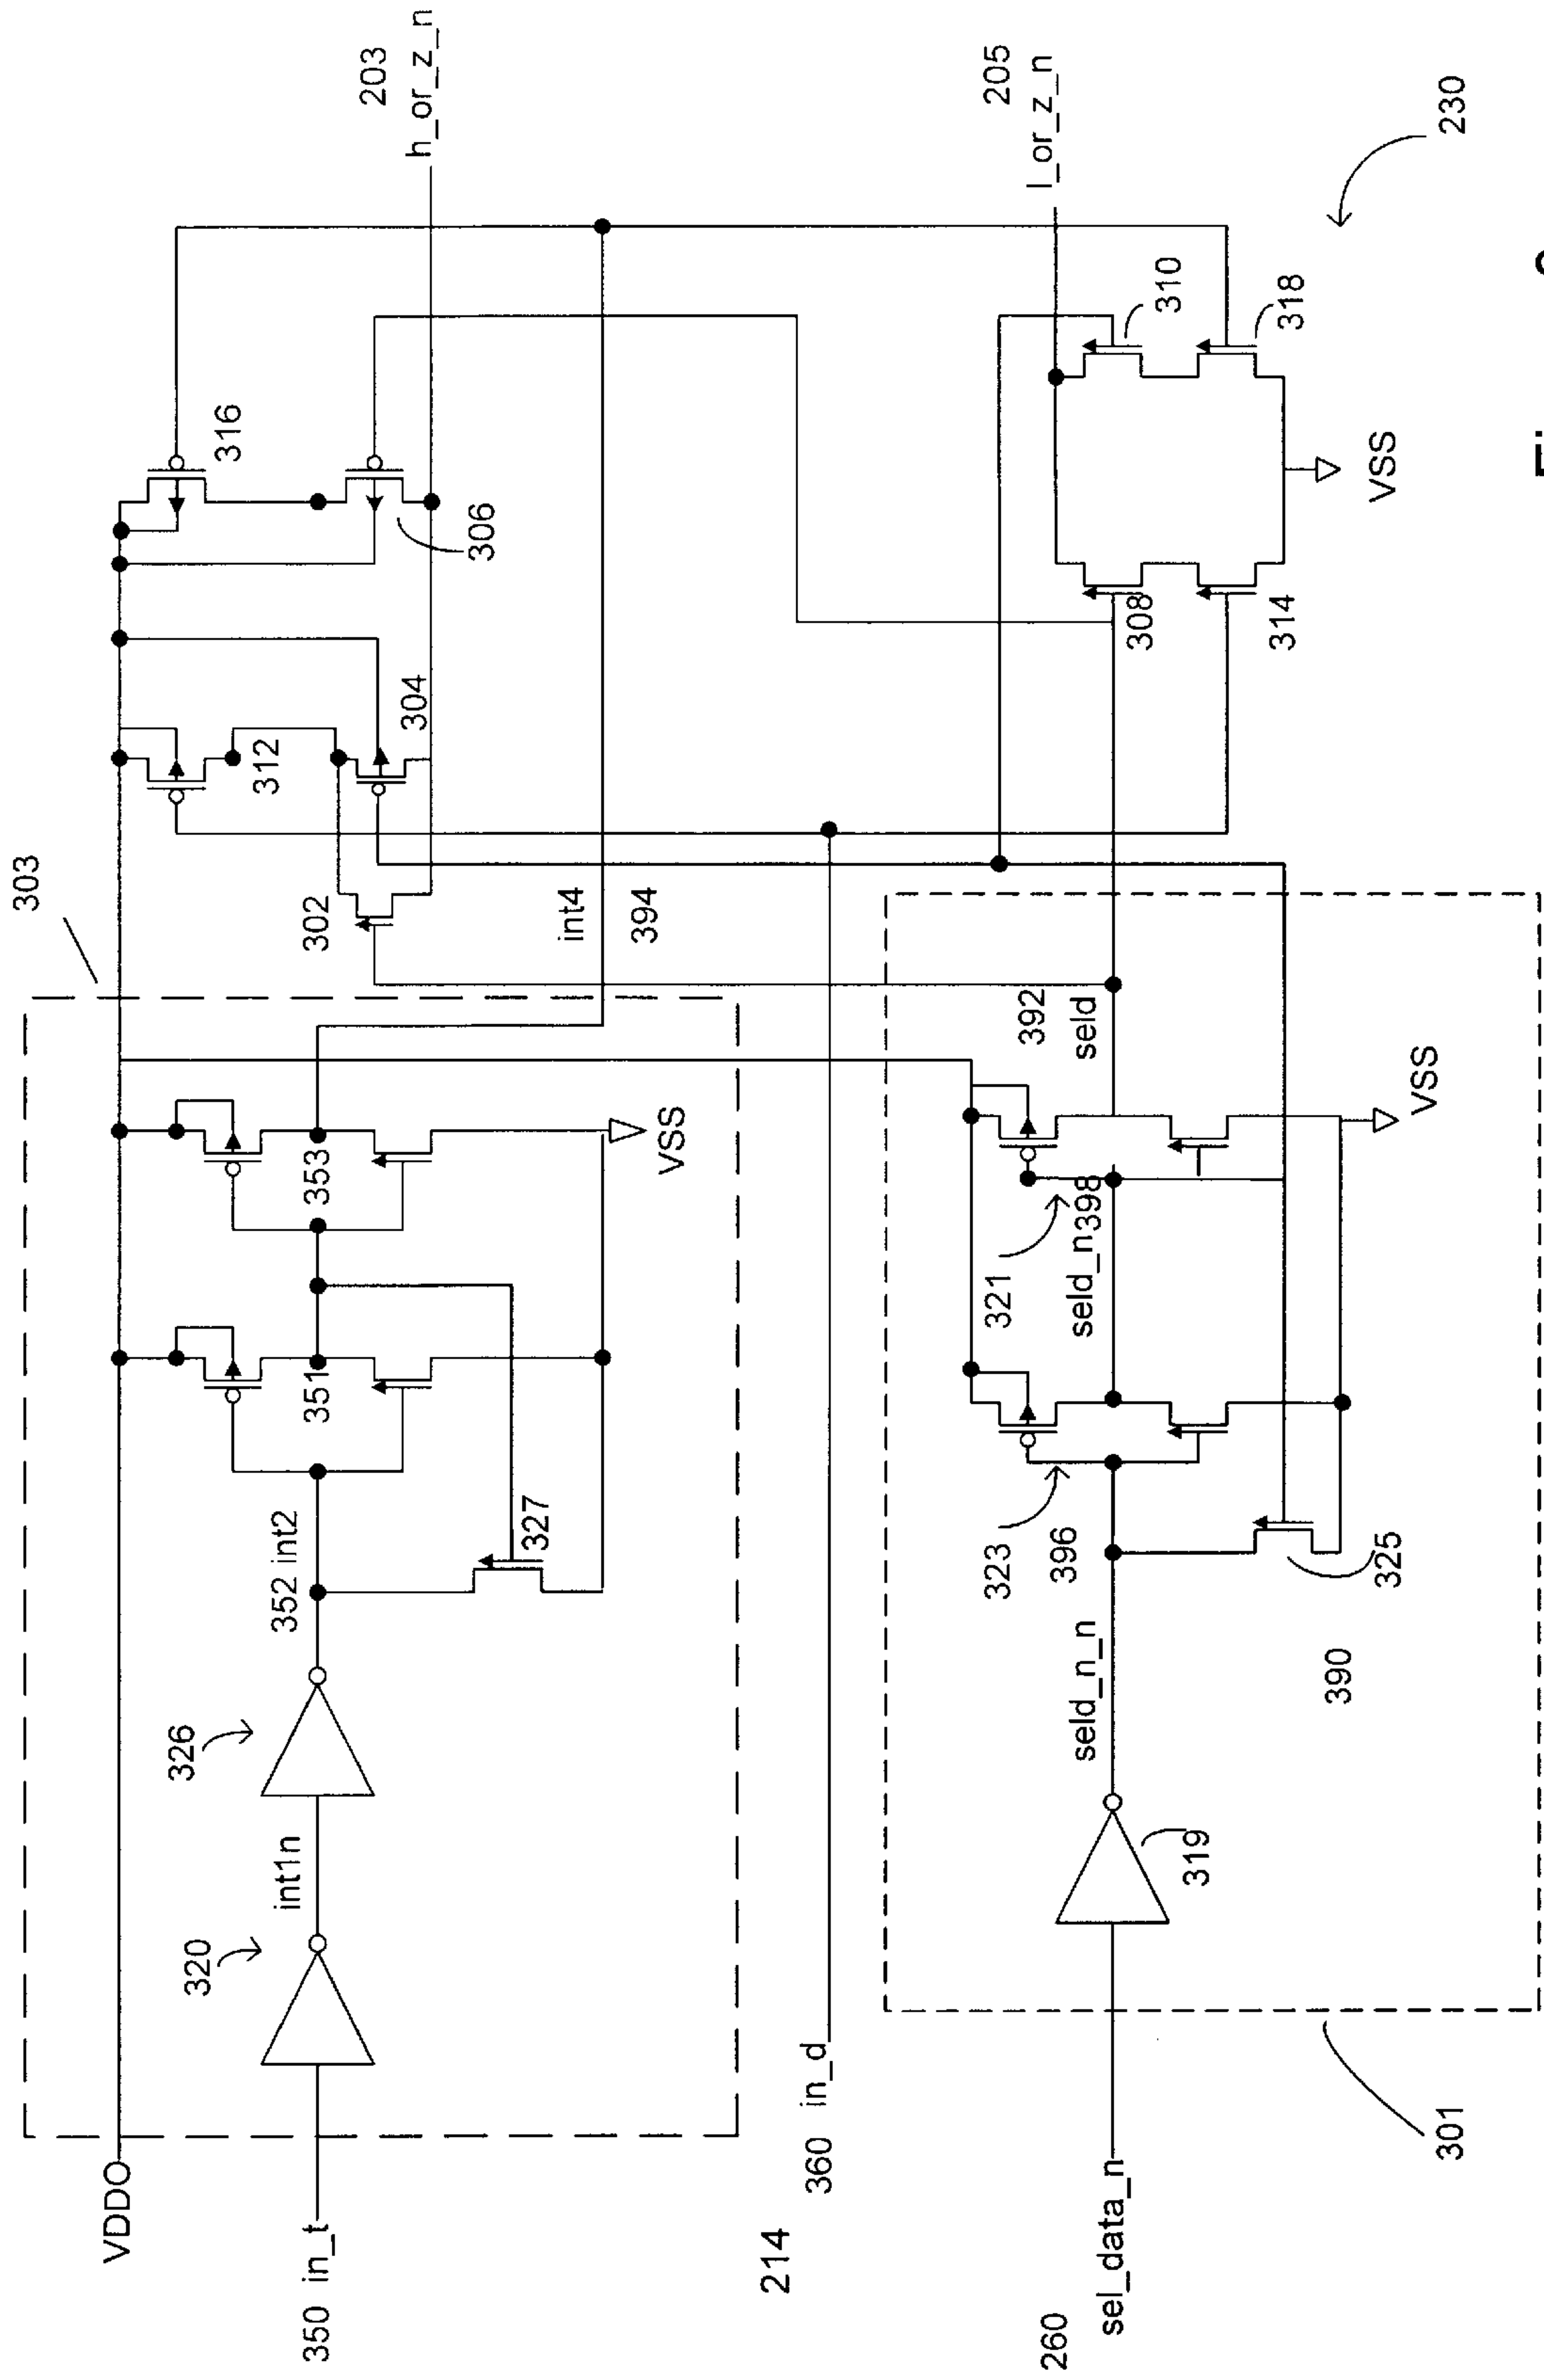 303
VDDO
350 in_t
320
int1n
326
352 int2
327
351
353
VSS
302
int4
394
312
304
316
306
203
h_or_z_n
214
360 in_d
260
sel_data_n
301
319
seld_n_n
390
323
396
325
321
seld_n
398
392
seld
VSS
308
314
310
318
VSS
205
l_or_z_n
230